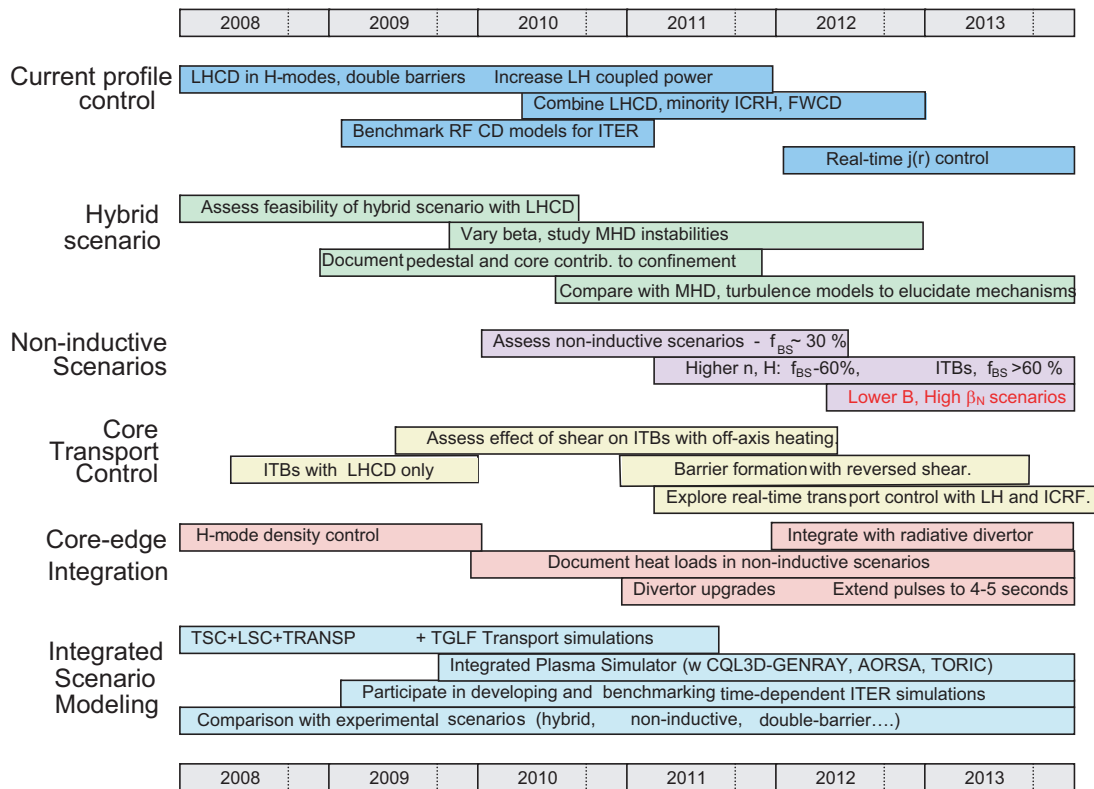 2008 2009 2010 2011 2012 2013
Current profile
control
LHCD in H-modes, double barriers Increase LH coupled power
Combine LHCD, minority ICRH, FWCD
Benchmark RF CD models for ITER
Real-time j(r) control
Hybrid
scenario
Assess feasibility of hybrid scenario with LHCD
Vary beta, study MHD instabilities
Document pedestal and core contrib. to confinement
Compare with MHD, turbulence models to elucidate mechanisms
Non-inductive
Scenarios
Assess non-inductive scenarios - f_BS~ 30 %
Higher n, H: f_BS-60%, ITBs, f_BS >60 %
Lower B, High β_N scenarios
Core
Transport
Control
Assess effect of shear on ITBs with off-axis heating.
ITBs with LHCD only
Barrier formation with reversed shear.
Explore real-time transport control with LH and ICRF.
Core-edge
Integration
H-mode density control
Integrate with radiative divertor
Document heat loads in non-inductive scenarios
Divertor upgrades Extend pulses to 4-5 seconds
Integrated
Scenario
Modeling
TSC+LSC+TRANSP + TGLF Transport simulations
Integrated Plasma Simulator (w CQL3D-GENRAY, AORSA, TORIC)
Participate in developing and benchmarking time-dependent ITER simulations
Comparison with experimental scenarios (hybrid, non-inductive, double-barrier....)
2008 2009 2010 2011 2012 2013